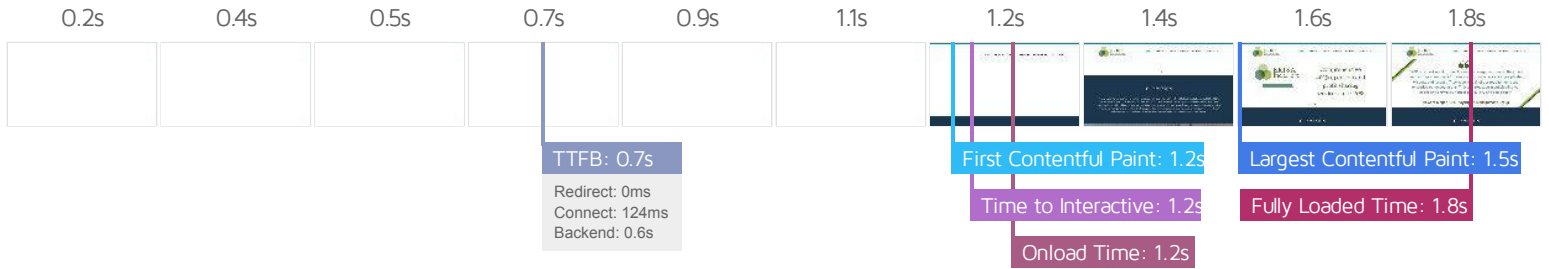 0.2s 0.4s 0.5s 0.7s 0.9s 1.1s 1.2s 1.4s 1.6s 1.8s
TTFB: 0.7s
Redirect: 0ms
Connect: 124ms
Backend: 0.6s
First Contentful Paint: 1.2s
Time to Interactive: 1.2s
Onload Time: 1.2s
Largest Contentful Paint: 1.5s
Fully Loaded Time: 1.8s